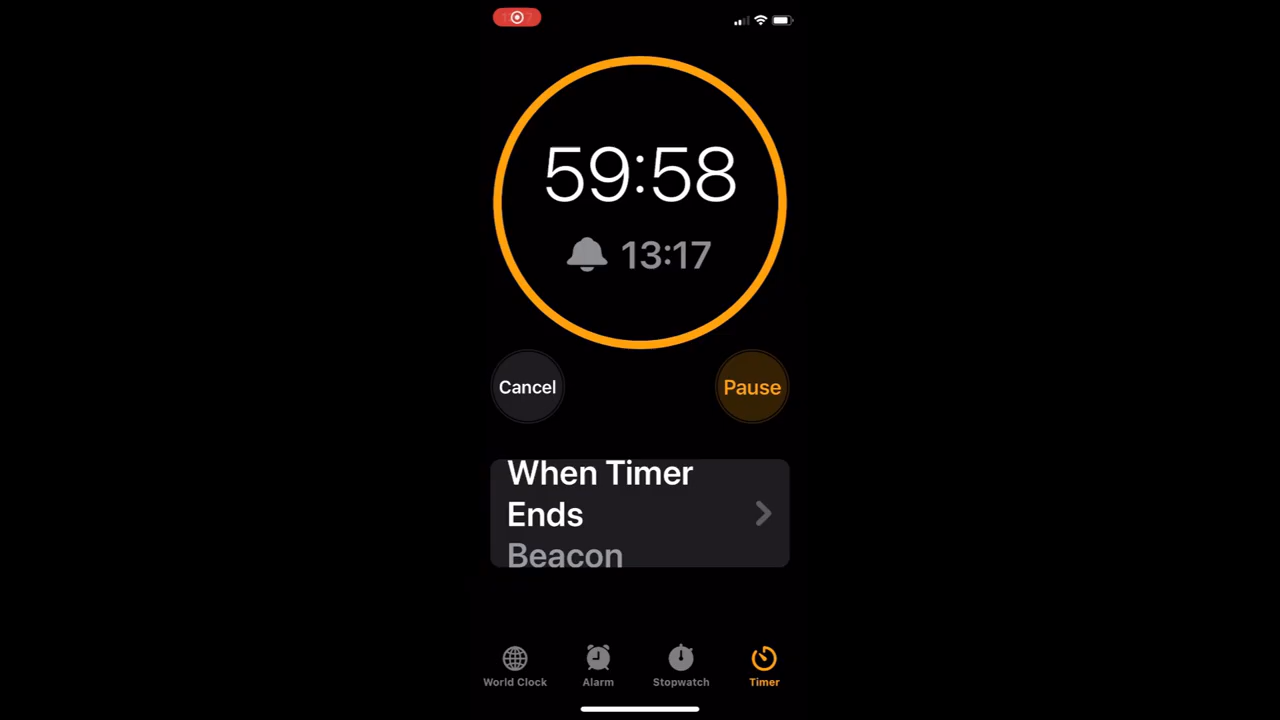 59:58
13:17
Cancel
Pause
When Timer
Ends
Beacon
World Clock
Alarm
Stopwatch
Timer